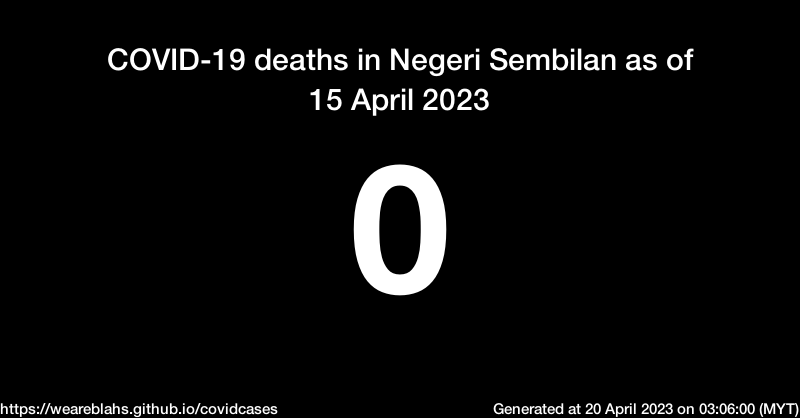 COVID-19 deaths in Negeri Sembilan as of
15 April 2023
0
https://weareblahs.github.io/covidcases
Generated at 20 April 2023 on 03:06:00 (MYT)